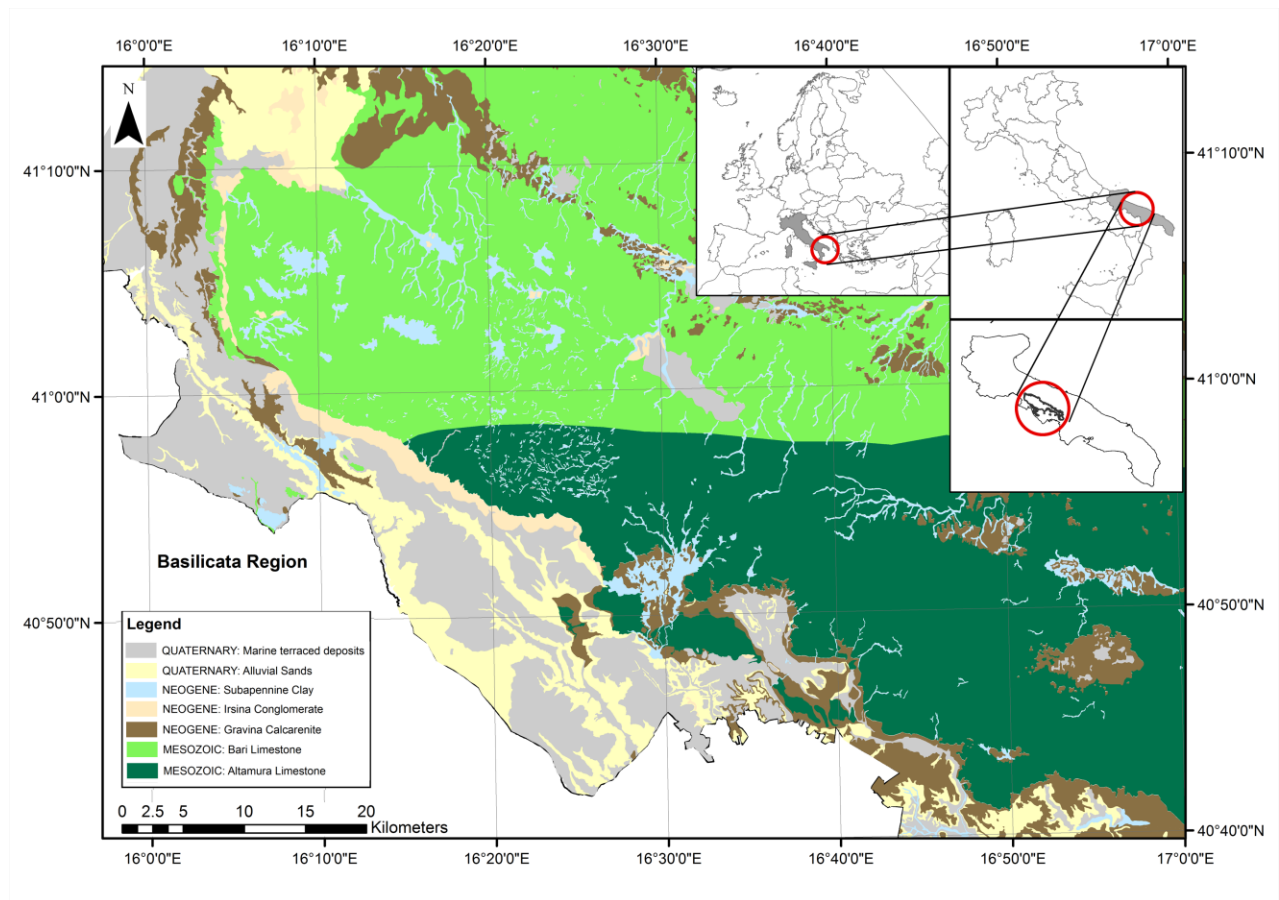 16°0'0"E 16°10'0"E 16°20'0"E 16°30'0"E 16°40'0"E 16°50'0"E 17°0'0"E
N
41°10'0"N 41°10'0"N
41°0'0"N 41°0'0"N
Basilicata Region
40°50'0"N 40°50'0"N
Legend
QUATERNARY: Marine terraced deposits
QUATERNARY: Alluvial Sands
NEOGENE: Subapennine Clay
NEOGENE: Irsina Conglomerate
NEOGENE: Gravina Calcarenite
MESOZOIC: Bari Limestone
MESOZOIC: Altamura Limestone
0 2.5 5 10 15 20
Kilometers
40°40'0"N
16°0'0"E 16°10'0"E 16°20'0"E 16°30'0"E 16°40'0"E 16°50'0"E 17°0'0"E